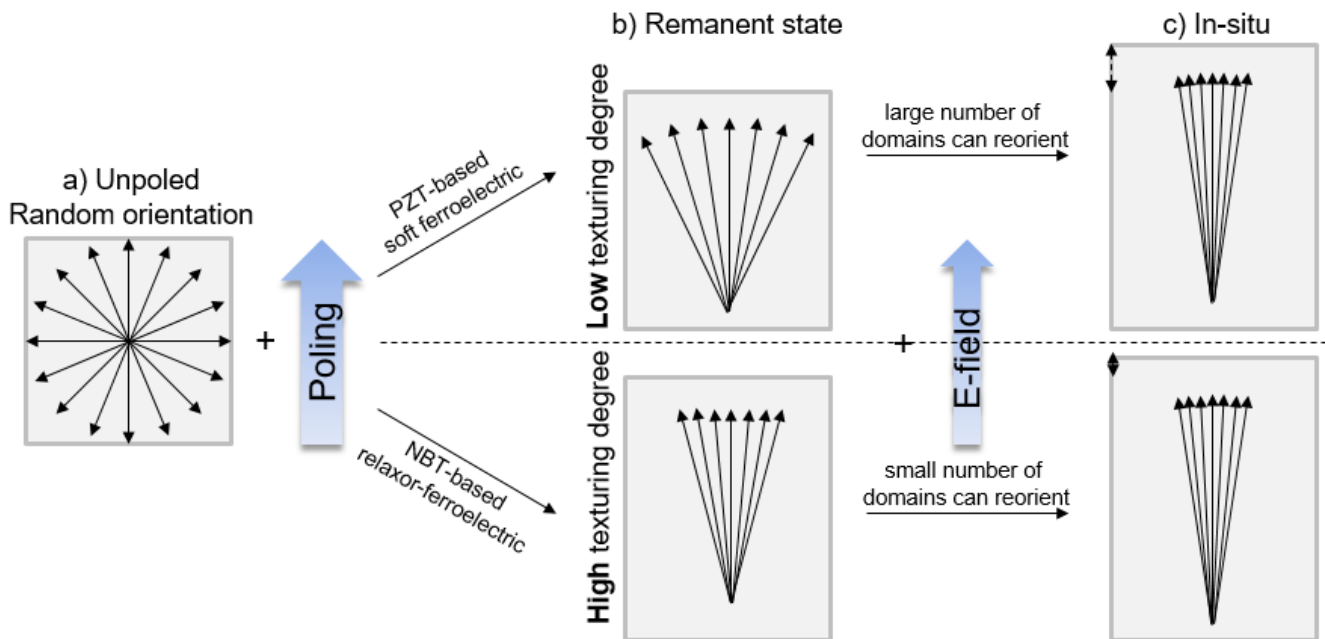 a) Unpoled
Random orientation
+
Poling
PZT-based
soft ferroelectric
NBT-based
relaxor-ferroelectric
b) Remanent state
Low texturing degree
High texturing degree
large number of
domains can reorient
+
E-field
small number of
domains can reorient
c) In-situ